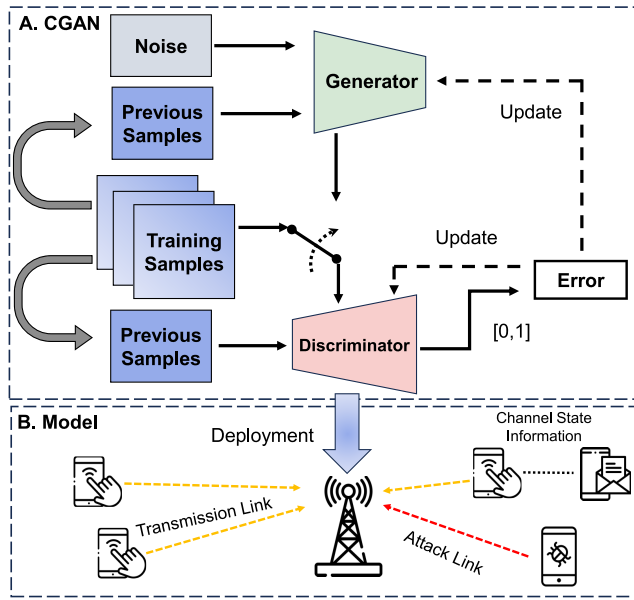 A. CGAN
Noise
Generator
Previous
Samples
Update
Training
Samples
Update
Error
Previous
Samples
Discriminator
[0,1]
B. Model
Deployment
Channel State
Information
Transmission Link
Attack Link